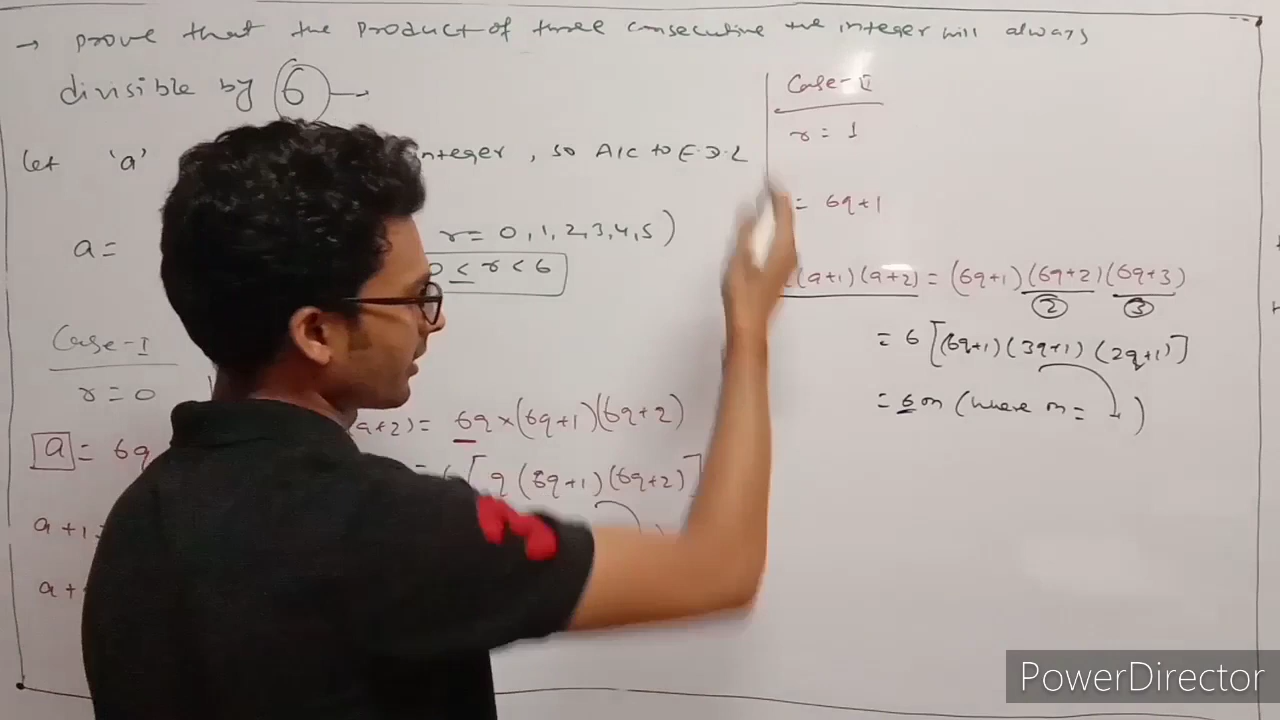 → prove that the product of three consecutive +ve integer will always
divisible by 6 →
Let 'a' integer, so A/C to E.D.L
a= r= 0,1,2,3,4,5)
0 ≤ r < 6
Case-I
r = 0
a = 6q
a+1
a+
a+2) = 6q×(6q+1)(6q+2)
= 6[q(6q+1)(6q+2)]
Case-II
r = 1
= 6q+1
(a+1)(a+2) = (6q+1)(6q+2)(6q+3)
2 3
= 6[(6q+1)(3q+1)(2q+1)]
= 6m (where m = )
PowerDirector